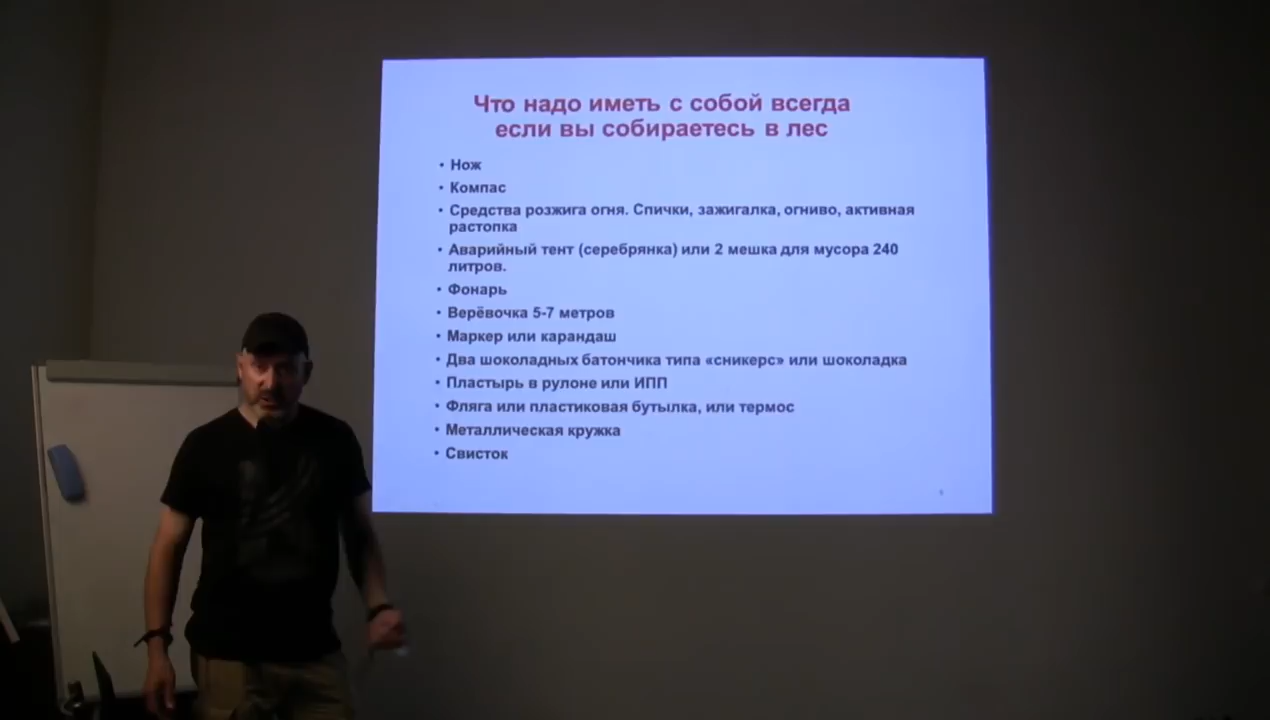 Что надо иметь с собой всегда
если вы собираетесь в лес
• Нож
• Компас
• Средства розжига огня. Спички, зажигалка, огниво, активная
растопка
• Аварийный тент (серебрянка) или 2 мешка для мусора 240
литров.
• Фонарь
• Верёвочка 5-7 метров
• Маркер или карандаш
• Два шоколадных батончика типа «сникерс» или шоколадка
• Пластырь в рулоне или ИПП
• Фляга или пластиковая бутылка, или термос
• Металлическая кружка
• Свисток